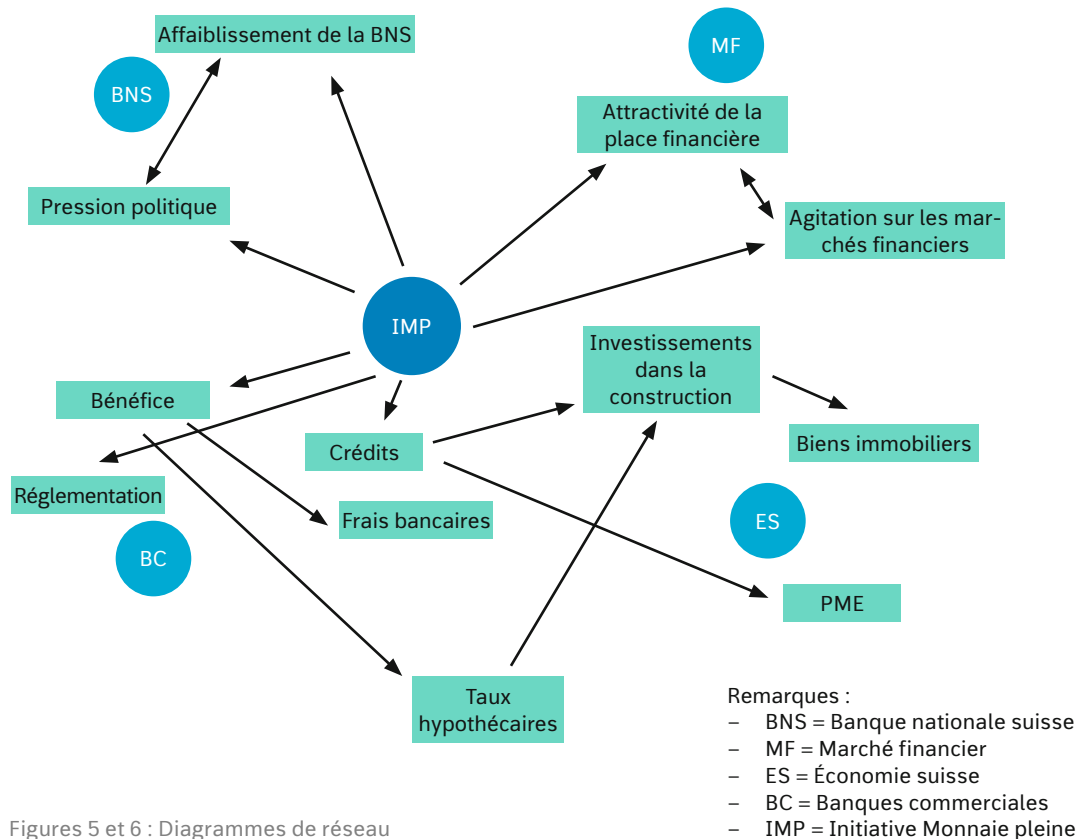 Affaiblissement de la BNS
MF
BNS
Attractivité de la
place financière
Pression politique
Agitation sur les mar-
chés financiers
IMP
Investissements
dans la
construction
Bénéfice
Crédits
Biens immobiliers
Réglementation
Frais bancaires
ES
BC
PME
Taux
hypothécaires
Remarques :
– BNS = Banque nationale suisse
– MF = Marché financier
– ES = Économie suisse
– BC = Banques commerciales
– IMP = Initiative Monnaie pleine
Figures 5 et 6 : Diagrammes de réseau